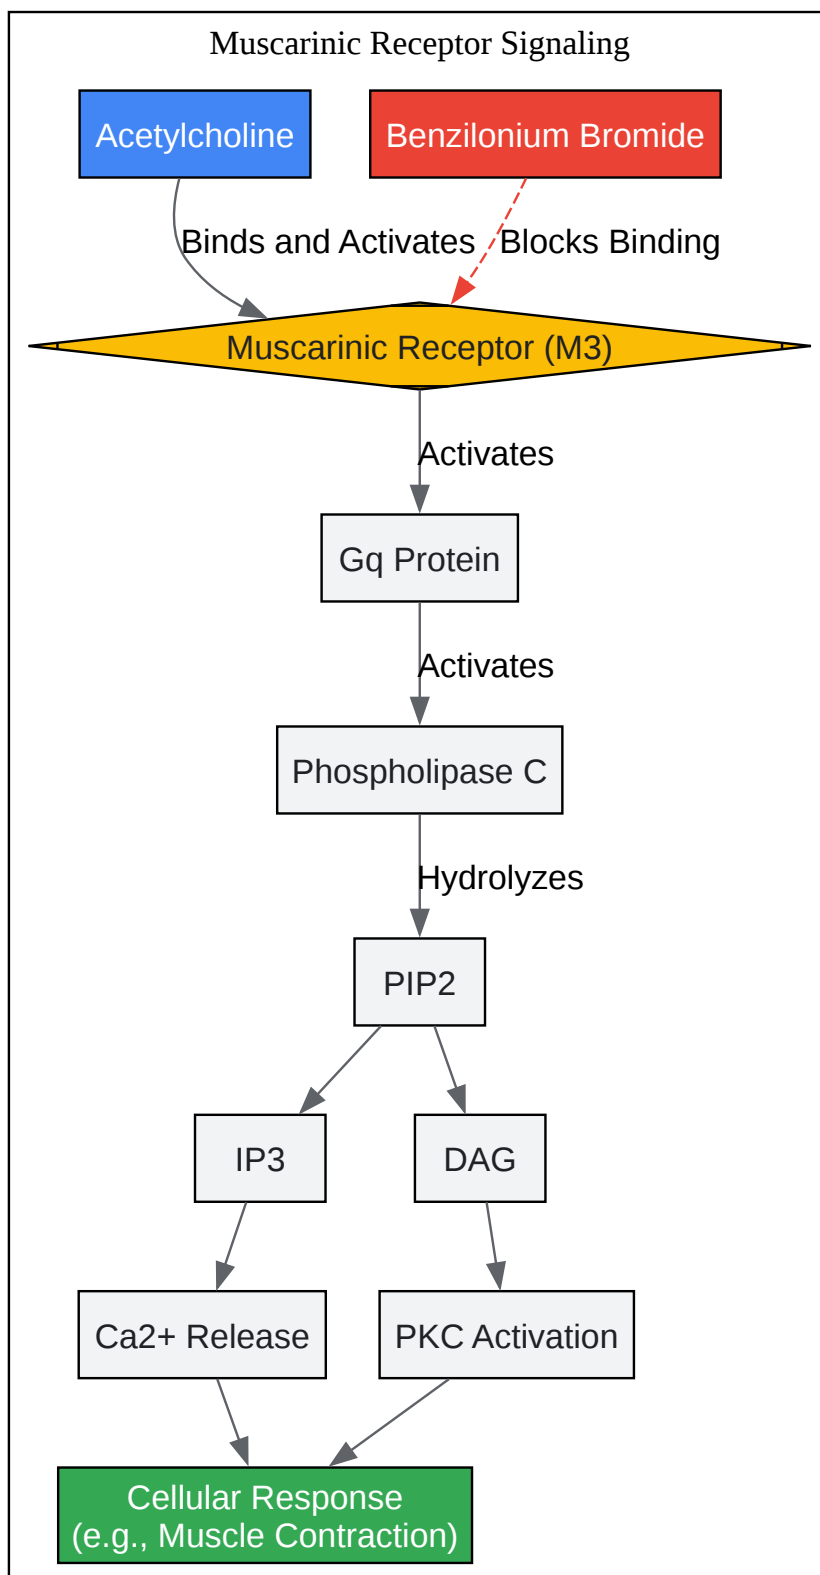 Muscarinic Receptor Signaling
Acetylcholine
Benzilonium Bromide
Binds and Activates
Blocks Binding
Muscarinic Receptor (M3)
Activates
Gq Protein
Activates
Phospholipase C
Hydrolyzes
PIP2
IP3
DAG
Ca2+ Release
PKC Activation
Cellular Response
(e.g., Muscle Contraction)